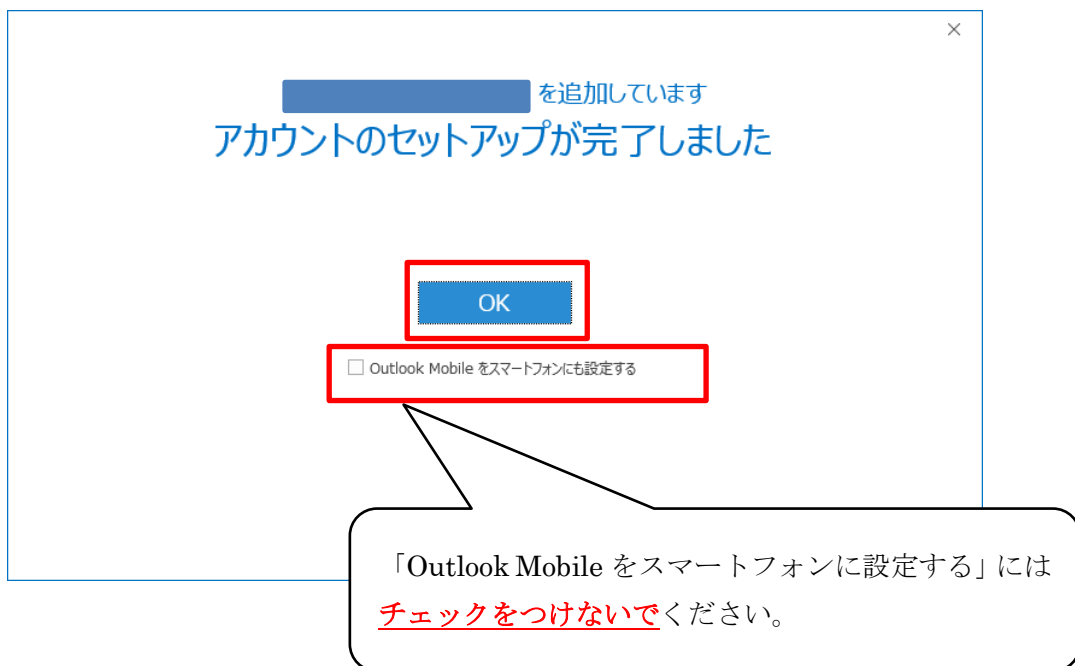 を追加しています
アカウントのセットアップが完了しました
OK
Outlook Mobile をスマートフォンにも設定する
「Outlook Mobile をスマートフォンに設定する」には
チェックをつけないでください。